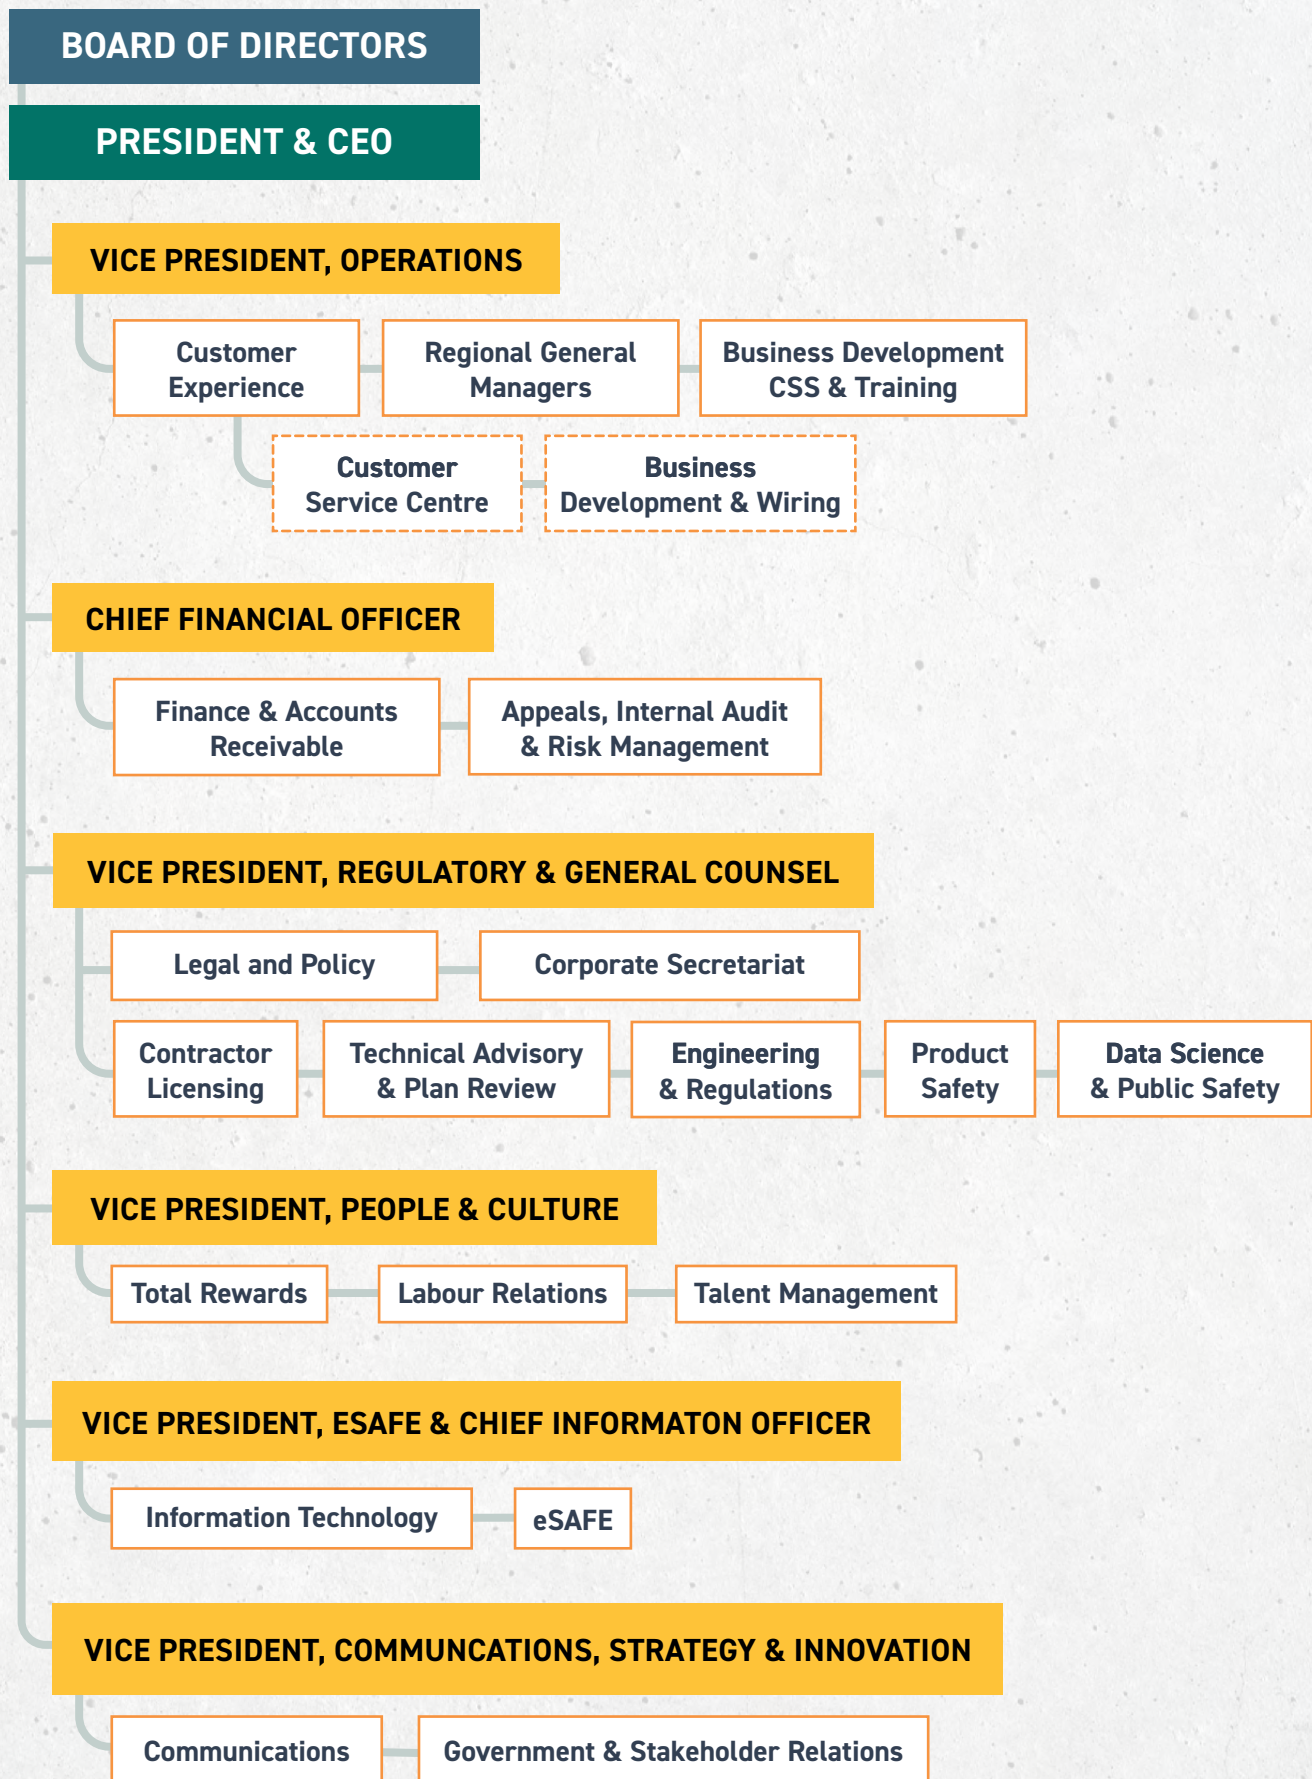 BOARD OF DIRECTORS
PRESIDENT & CEO
VICE PRESIDENT, OPERATIONS
Customer
Experience
Regional General
Managers
Business Development
CSS & Training
Customer
Service Centre
Business
Development & Wiring
CHIEF FINANCIAL OFFICER
Finance & Accounts
Receivable
Appeals, Internal Audit
& Risk Management
VICE PRESIDENT, REGULATORY & GENERAL COUNSEL
Legal and Policy
Corporate Secretariat
Contractor
Licensing
Technical Advisory
& Plan Review
Engineering
& Regulations
Product
Safety
Data Science
& Public Safety
VICE PRESIDENT, PEOPLE & CULTURE
Total Rewards
Labour Relations
Talent Management
VICE PRESIDENT, ESAFE & CHIEF INFORMATON OFFICER
Information Technology
eSAFE
VICE PRESIDENT, COMMUNCATIONS, STRATEGY & INNOVATION
Communications
Government & Stakeholder Relations